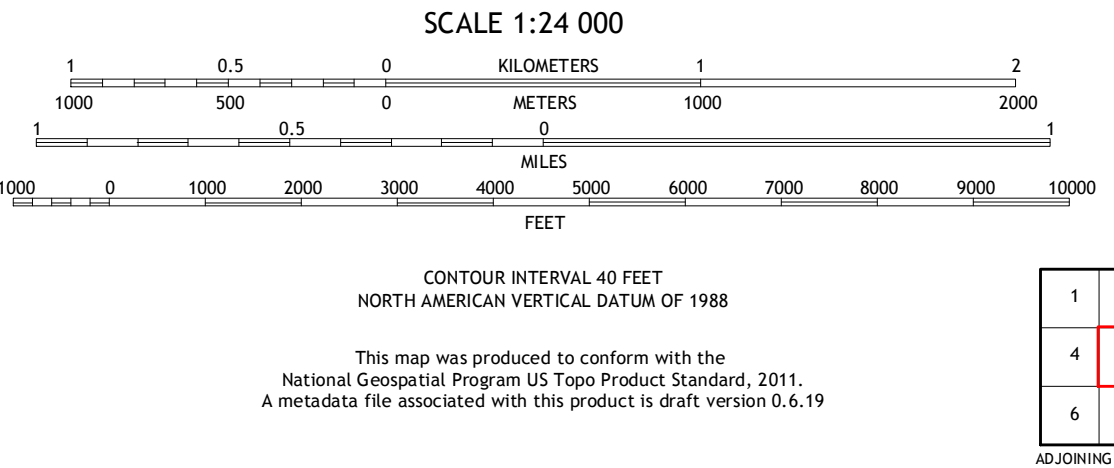 SCALE 1:24 000
1 0.5 0 KILOMETERS 1 2
1000 500 0 METERS 1000 2000
1 0.5 0 1
MILES
1000 0 1000 2000 3000 4000 5000 6000 7000 8000 9000 10000
FEET
CONTOUR INTERVAL 40 FEET
NORTH AMERICAN VERTICAL DATUM OF 1988
This map was produced to conform with the
National Geospatial Program US Topo Product Standard, 2011.
A metadata file associated with this product is draft version 0.6.19
1
4
6
ADJOINING